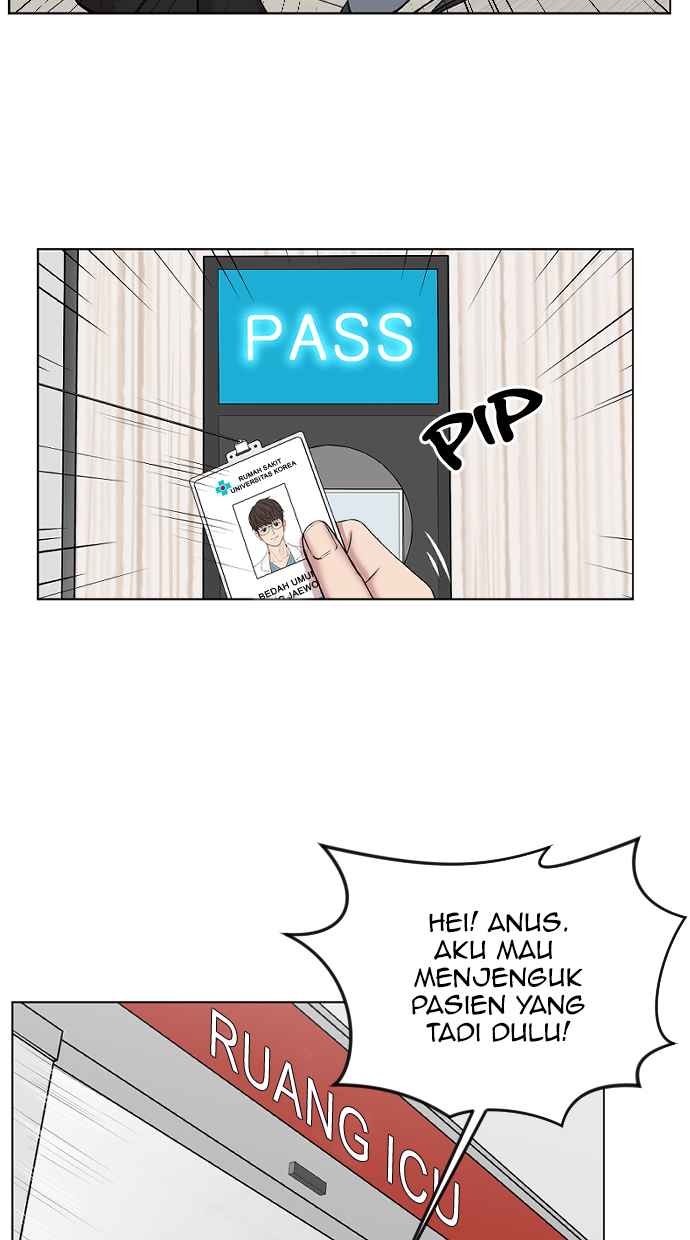 PASS
PIP
RUMAH SAKIT
UNIVERSITAS KOREA
BEDAH UMUM
JAEWO
HEI! ANUS.
AKU MAU
MENJENGUK
PASIEN YANG
TADI DULU!
RUANG ICU